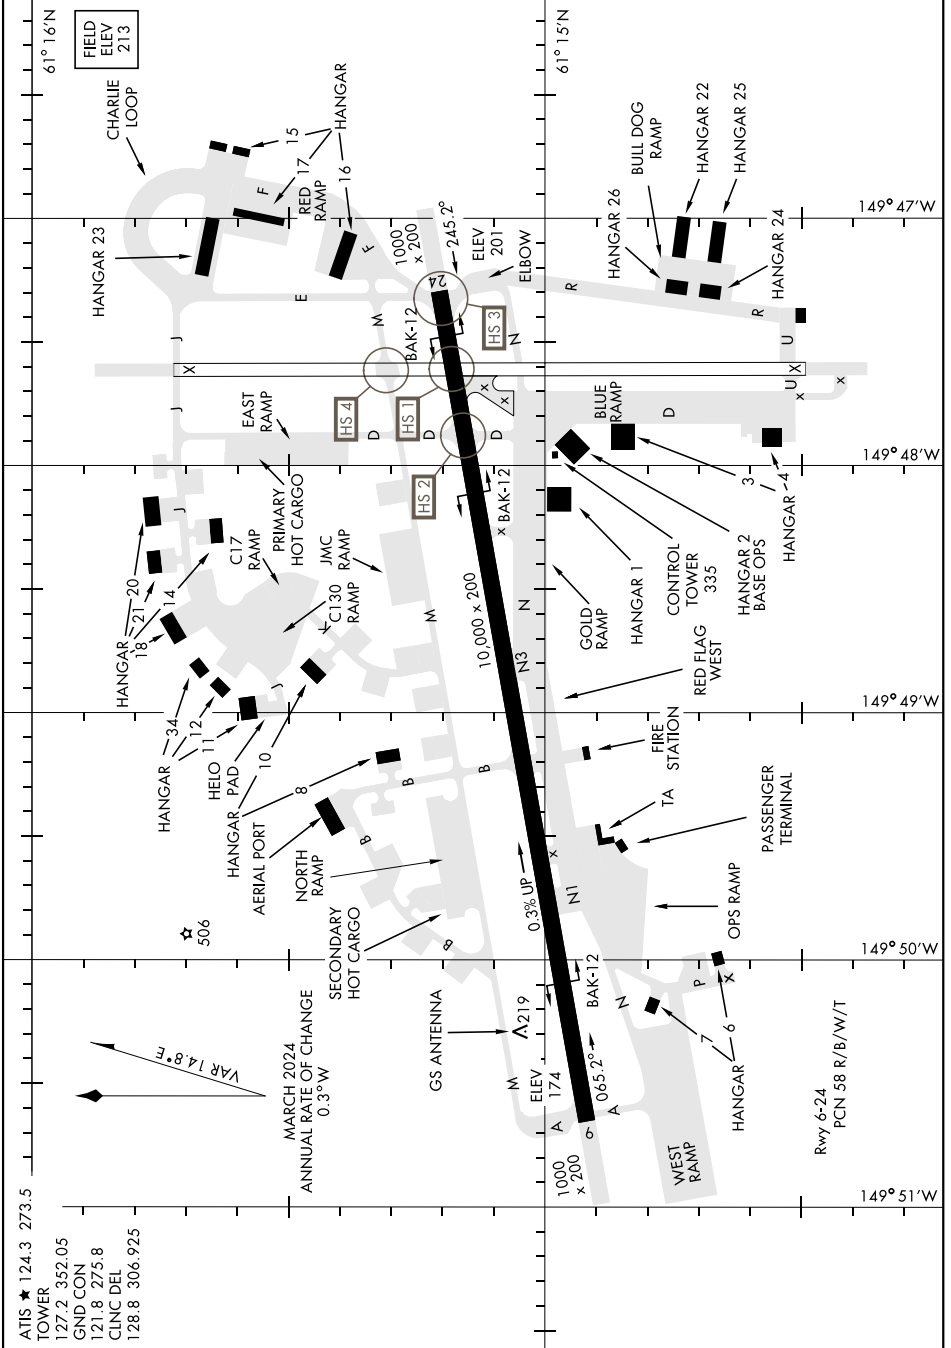 ATIS ★ 124.3 273.5
TOWER
127.2 352.05
GND CON
121.8 275.8
CLNC DEL
128.8 306.925
FIELD
ELEV
213
61° 16'N
61° 15'N
149° 47'W
149° 48'W
149° 49'W
149° 50'W
149° 51'W
VAR 14.8°E
MARCH 2024
ANNUAL RATE OF CHANGE
0.3° W
506
SECONDARY
HOT CARGO
NORTH
RAMP
AERIAL PORT
HANGAR
8
10
HELO
PAD
HANGAR
11
12
34
HANGAR
18
14
21
20
C17
RAMP
C130
RAMP
JMC
RAMP
PRIMARY
HOT CARGO
EAST
RAMP
HANGAR 23
CHARLIE
LOOP
HANGAR
15
17
16
RED
RAMP
F
F
E
J
J
J
J
K
X
M
M
M
B
B
B
B
D
D
D
D
HS 4
HS 1
HS 2
HS 3
BAK-12
BAK-12
BAK-12
1000
x 200
245.2°
24
ELEV
201
ELBOW
N
R
R
U
U
X
x
x
x
x
x
x
HANGAR 26
BULL DOG
RAMP
HANGAR 22
HANGAR 25
HANGAR 24
BLUE
RAMP
HANGAR
3
4
HANGAR 2
BASE OPS
CONTROL
TOWER
335
HANGAR 1
GOLD
RAMP
RED FLAG
WEST
FIRE
STATION
TA
PASSENGER
TERMINAL
OPS RAMP
10,000 x 200
N
N3
0.3% UP
N1
N
P
X
HANGAR
7
6
GS ANTENNA
219
ELEV
174
065.2°
6
A
A
1000
x 200
WEST
RAMP
Rwy 6-24
PCN 58 R/B/W/T